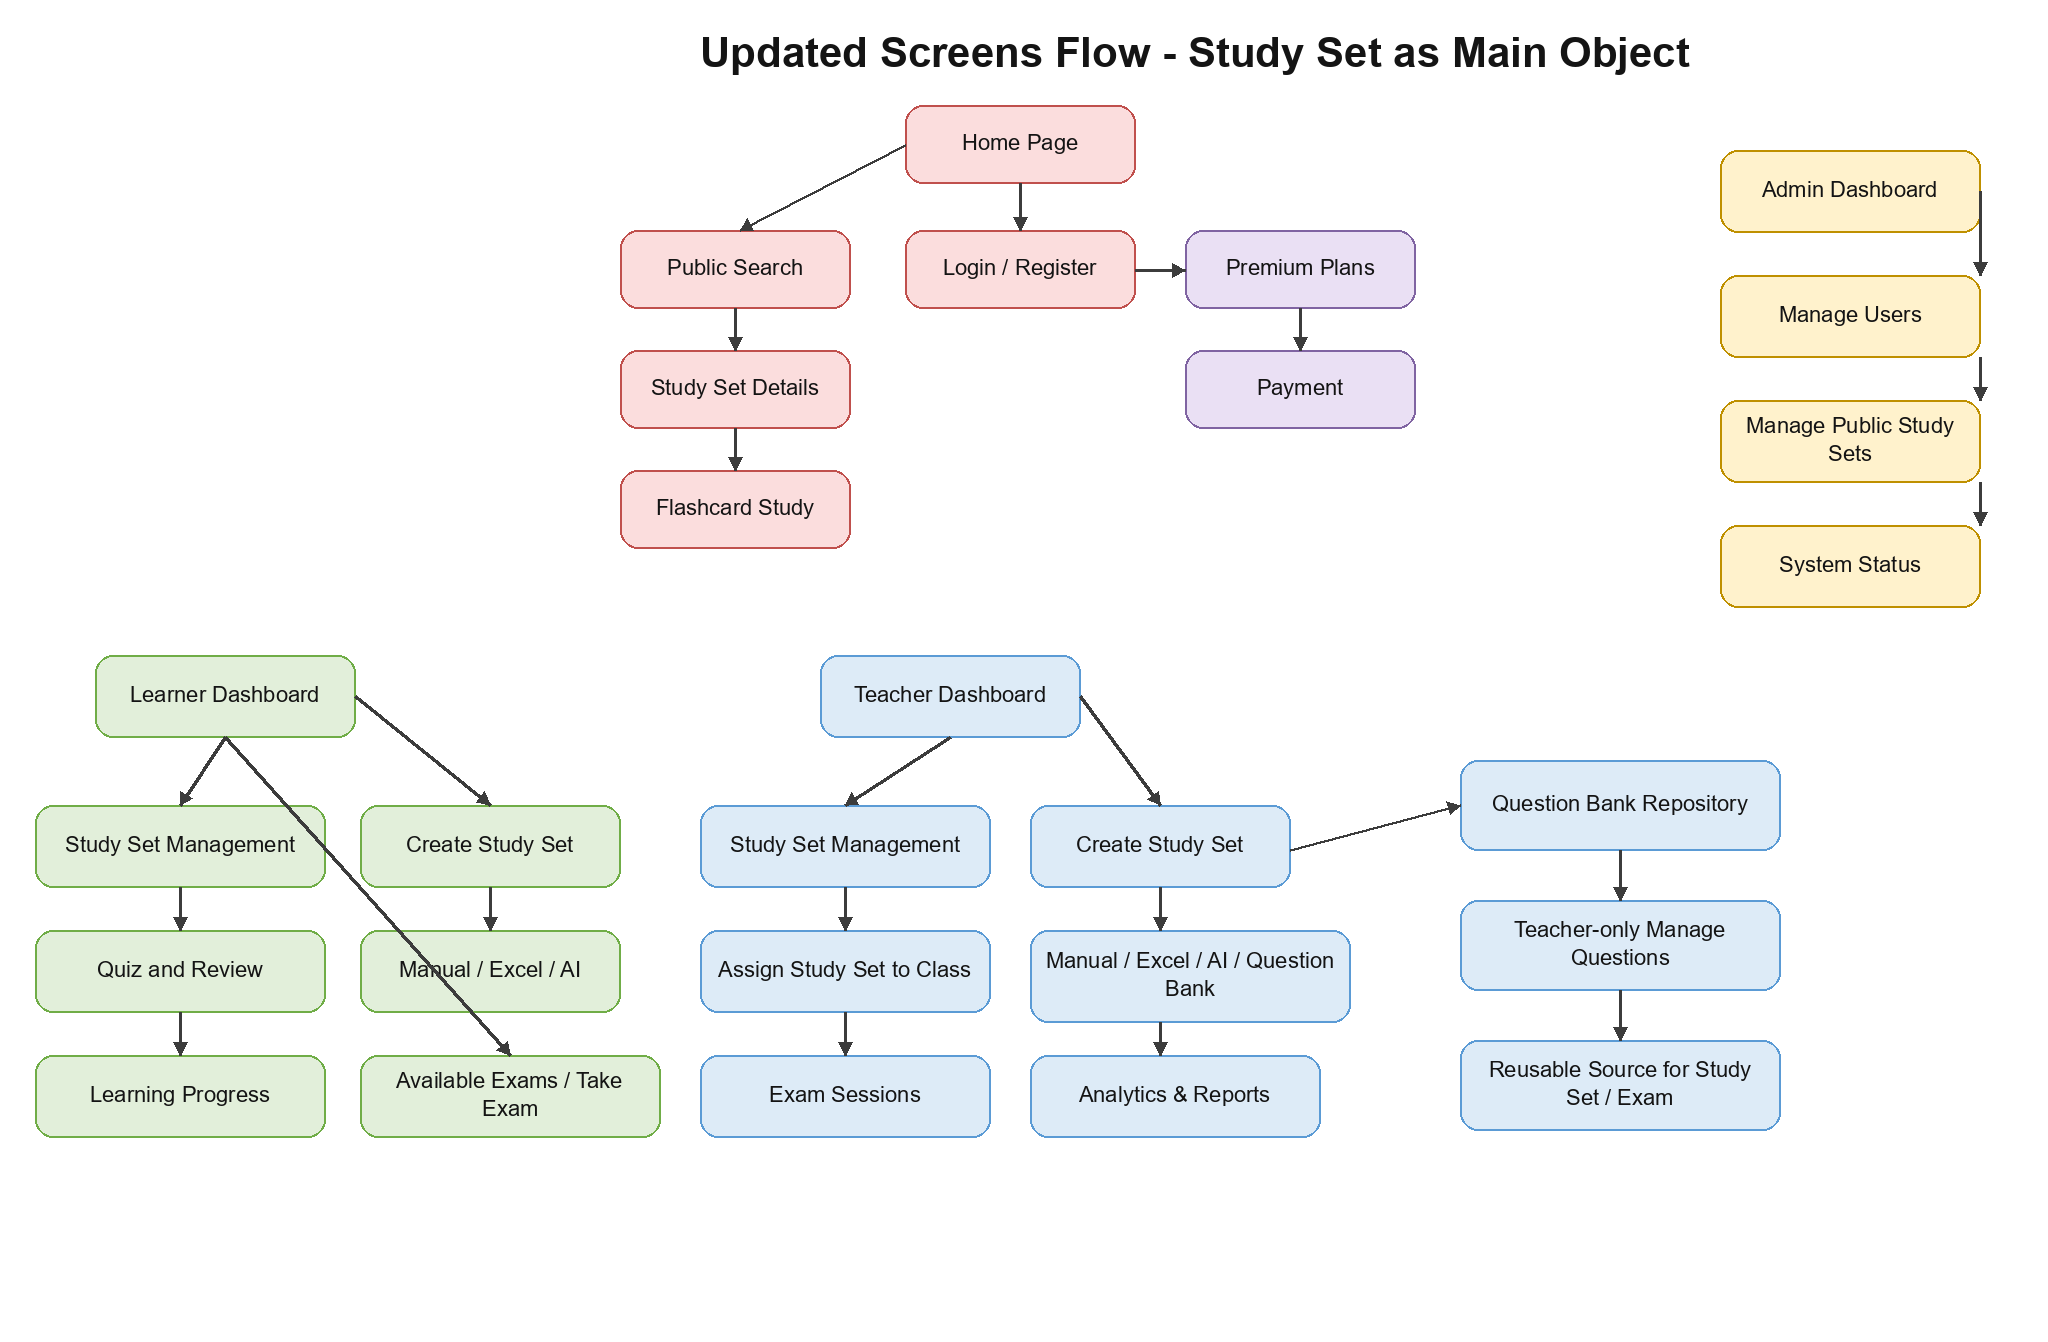 Updated Screens Flow - Study Set as Main Object
Home Page
Admin Dashboard
Public Search
Login / Register
Premium Plans
Manage Users
Study Set Details
Payment
Manage Public Study
Sets
Flashcard Study
System Status
Learner Dashboard
Teacher Dashboard
Question Bank Repository
Study Set Management
Create Study Set
Study Set Management
Create Study Set
Teacher-only Manage
Questions
Quiz and Review
Manual / Excel / AI
Assign Study Set to Class
Manual / Excel / AI / Question
Bank
Reusable Source for Study
Set / Exam
Learning Progress
Available Exams / Take
Exam
Exam Sessions
Analytics & Reports